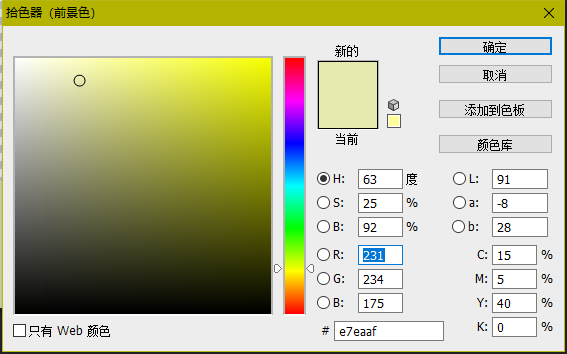 拾色器（前景色）
新的
当前
确定
取消
添加到色板
颜色库
H: 63 度
S: 25 %
B: 92 %
R: 231
G: 234
B: 175
L: 91
a: -8
b: 28
C: 15 %
M: 5 %
Y: 40 %
K: 0 %
# e7eaaf
只有 Web 颜色